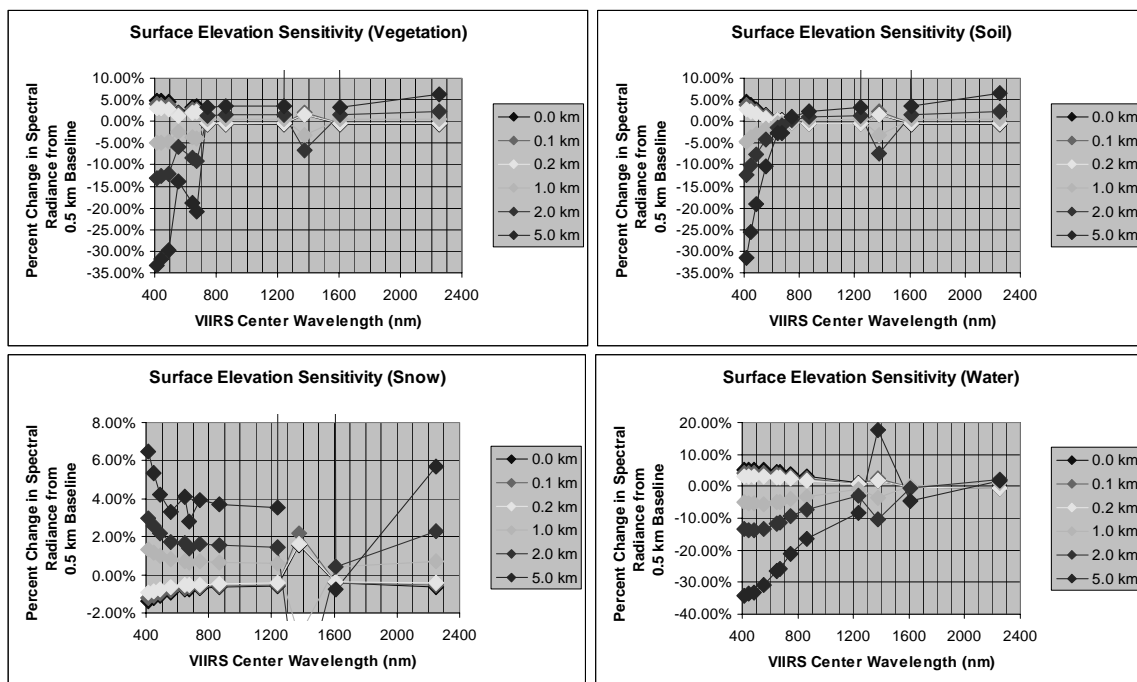 Surface Elevation Sensitivity (Vegetation)
Percent Change in Spectral
Radiance from
0.5 km Baseline
10.00%
5.00%
0.00%
-5.00%
-10.00%
-15.00%
-20.00%
-25.00%
-30.00%
-35.00%
400 800 1200 1600 2000 2400
VIIRS Center Wavelength (nm)
0.0 km
0.1 km
0.2 km
1.0 km
2.0 km
5.0 km
Surface Elevation Sensitivity (Soil)
Percent Change in Spectral
Radiance from
0.5 km Baseline
10.00%
5.00%
0.00%
-5.00%
-10.00%
-15.00%
-20.00%
-25.00%
-30.00%
-35.00%
400 800 1200 1600 2000 2400
VIIRS Center Wavelength (nm)
0.0 km
0.1 km
0.2 km
1.0 km
2.0 km
5.0 km
Surface Elevation Sensitivity (Snow)
Percent Change in Spectral
Radiance from
0.5 km Baseline
8.00%
6.00%
4.00%
2.00%
0.00%
-2.00%
400 800 1200 1600 2000 2400
VIIRS Center Wavelength (nm)
0.0 km
0.1 km
0.2 km
1.0 km
2.0 km
5.0 km
Surface Elevation Sensitivity (Water)
Percent Change in Spectral
Radiance from
0.5 km Baseline
20.00%
10.00%
0.00%
-10.00%
-20.00%
-30.00%
-40.00%
400 800 1200 1600 2000 2400
VIIRS Center Wavelength (nm)
0.0 km
0.1 km
0.2 km
1.0 km
2.0 km
5.0 km